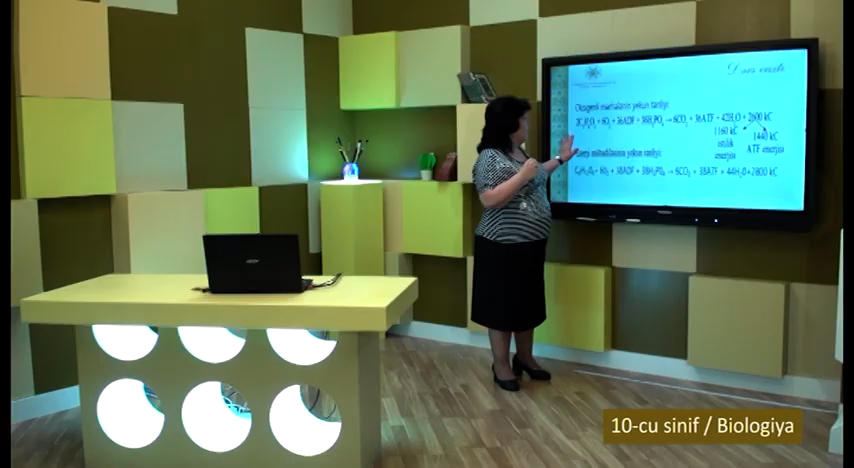 Dərs vaxtı
Oksigenli mərhələnin yekun tənliyi:
2C₃H₆O₃ + 6O₂ + 36ADF + 36H₃PO₄ → 6CO₂ + 36ATF + 42H₂O + 2600 kC
1160 kC 1440 kC
istilik ATF enerjisi
enerjisi
Enerji mübadiləsinin yekun tənliyi:
C₆H₁₂O₆ + 6O₂ + 38ADF + 38H₃PO₄ → 6CO₂ + 38ATF + 44H₂O + 2800 kC
acer
10-cu sinif / Biologiya